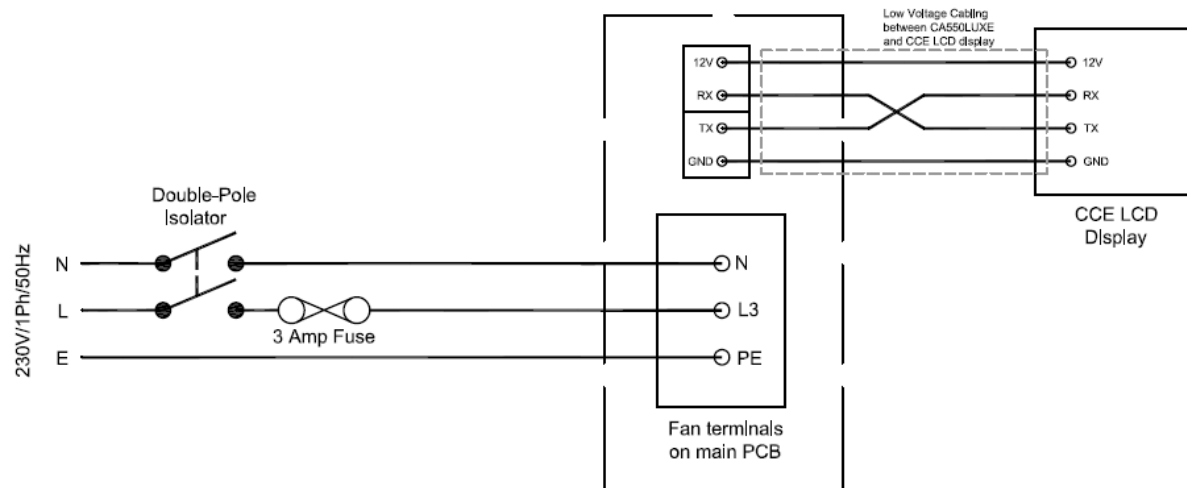 Low Voltage Cabling
between CA550LUXE
and CCE LCD display
12V
RX
TX
GND
12V
RX
TX
GND
CCE LCD
Display
Double-Pole
Isolator
230V/1Ph/50Hz
N
L
E
3 Amp Fuse
N
L3
PE
Fan terminals
on main PCB